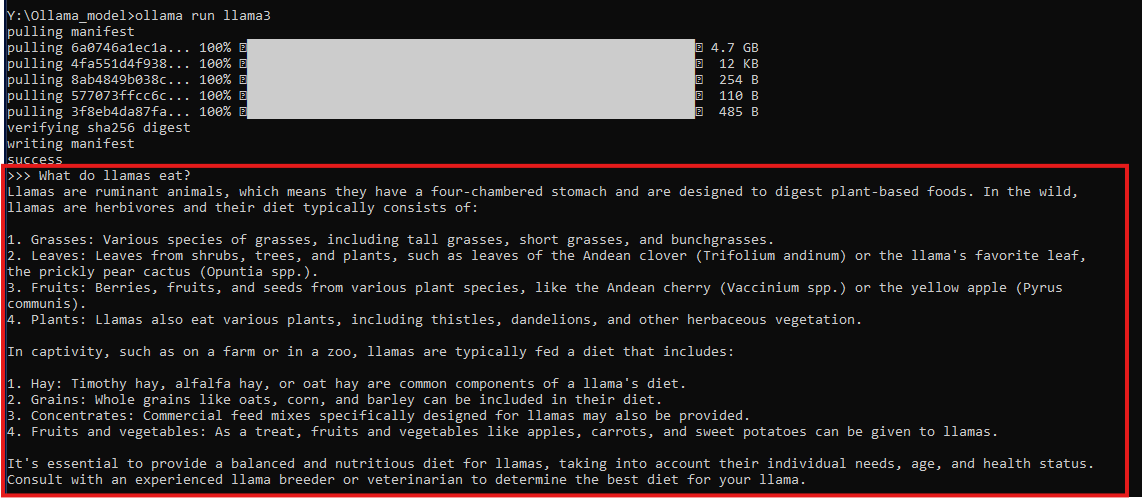 Y:\Ollama_model>ollama run llama3
pulling manifest
pulling 6a0746a1ec1a... 100% 4.7 GB
pulling 4fa551d4f938... 100% 12 KB
pulling 8ab4849b038c... 100% 254 B
pulling 577073ffcc6c... 100% 110 B
pulling 3f8eb4da87fa... 100% 485 B
verifying sha256 digest
writing manifest
success
>>> What do llamas eat?
Llamas are ruminant animals, which means they have a four-chambered stomach and are designed to digest plant-based foods. In the wild,
llamas are herbivores and their diet typically consists of:
1. Grasses: Various species of grasses, including tall grasses, short grasses, and bunchgrasses.
2. Leaves: Leaves from shrubs, trees, and plants, such as leaves of the Andean clover (Trifolium andinum) or the llama's favorite leaf,
the prickly pear cactus (Opuntia spp.).
3. Fruits: Berries, fruits, and seeds from various plant species, like the Andean cherry (Vaccinium spp.) or the yellow apple (Pyrus
communis).
4. Plants: Llamas also eat various plants, including thistles, dandelions, and other herbaceous vegetation.
In captivity, such as on a farm or in a zoo, llamas are typically fed a diet that includes:
1. Hay: Timothy hay, alfalfa hay, or oat hay are common components of a llama's diet.
2. Grains: Whole grains like oats, corn, and barley can be included in their diet.
3. Concentrates: Commercial feed mixes specifically designed for llamas may also be provided.
4. Fruits and vegetables: As a treat, fruits and vegetables like apples, carrots, and sweet potatoes can be given to llamas.
It's essential to provide a balanced and nutritious diet for llamas, taking into account their individual needs, age, and health status.
Consult with an experienced llama breeder or veterinarian to determine the best diet for your llama.